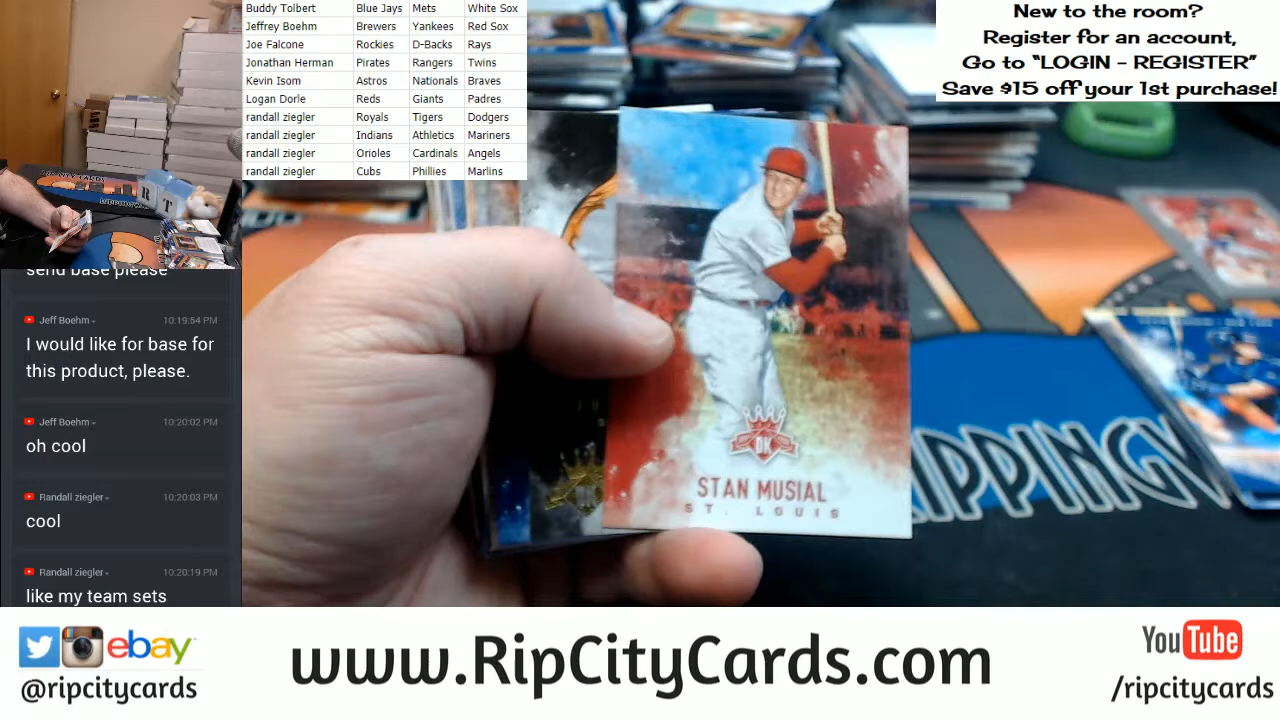 Buddy Tolbert Blue Jays Mets White Sox
Jeffrey Boehm Brewers Yankees Red Sox
Joe Falcone Rockies D-Backs Rays
Jonathan Herman Pirates Rangers Twins
Kevin Isom Astros Nationals Braves
Logan Dorle Reds Giants Padres
randall ziegler Royals Tigers Dodgers
randall ziegler Indians Athletics Mariners
randall ziegler Orioles Cardinals Angels
randall ziegler Cubs Phillies Marlins
New to the room?
Register for an account,
Go to "LOGIN - REGISTER"
Save $15 off your 1st purchase!
send base please
Jeff Boehm 10:19:54 PM
I would like for base for
this product, please.
Jeff Boehm 10:20:02 PM
oh cool
Randall ziegler 10:20:03 PM
cool
Randall ziegler 10:20:19 PM
like my team sets
RIP CITY CARDS
R T
DK
STAN MUSIAL
ST. LOUIS
RIPPINGW
ebay
@ripcitycards
www.RipCityCards.com
YouTube
/ripcitycards